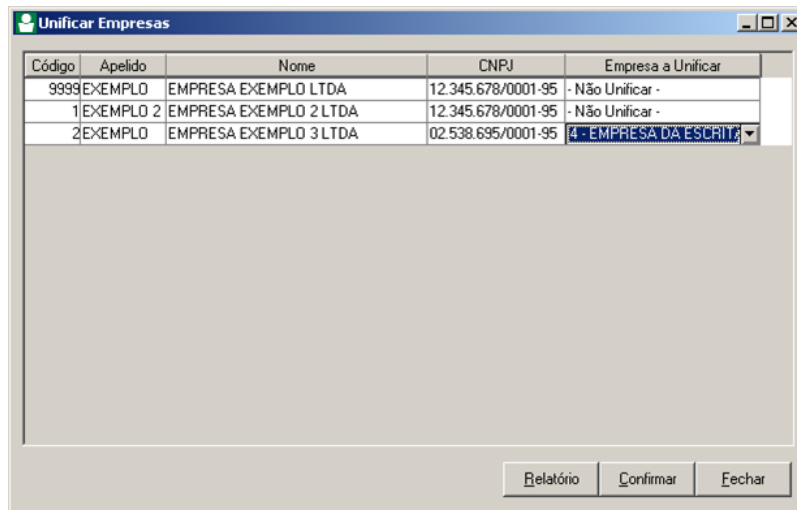 Unificar Empresas
Código Apelido Nome CNPJ Empresa a Unificar
9999 EXEMPLO EMPRESA EXEMPLO LTDA 12.345.678/0001-95 - Não Unificar -
1 EXEMPLO 2 EMPRESA EXEMPLO 2 LTDA 12.345.678/0001-95 - Não Unificar -
2 EXEMPLO EMPRESA EXEMPLO 3 LTDA 02.538.695/0001-95 4 - EMPRESA DA ESCRITA
Relatório Confirmar Fechar